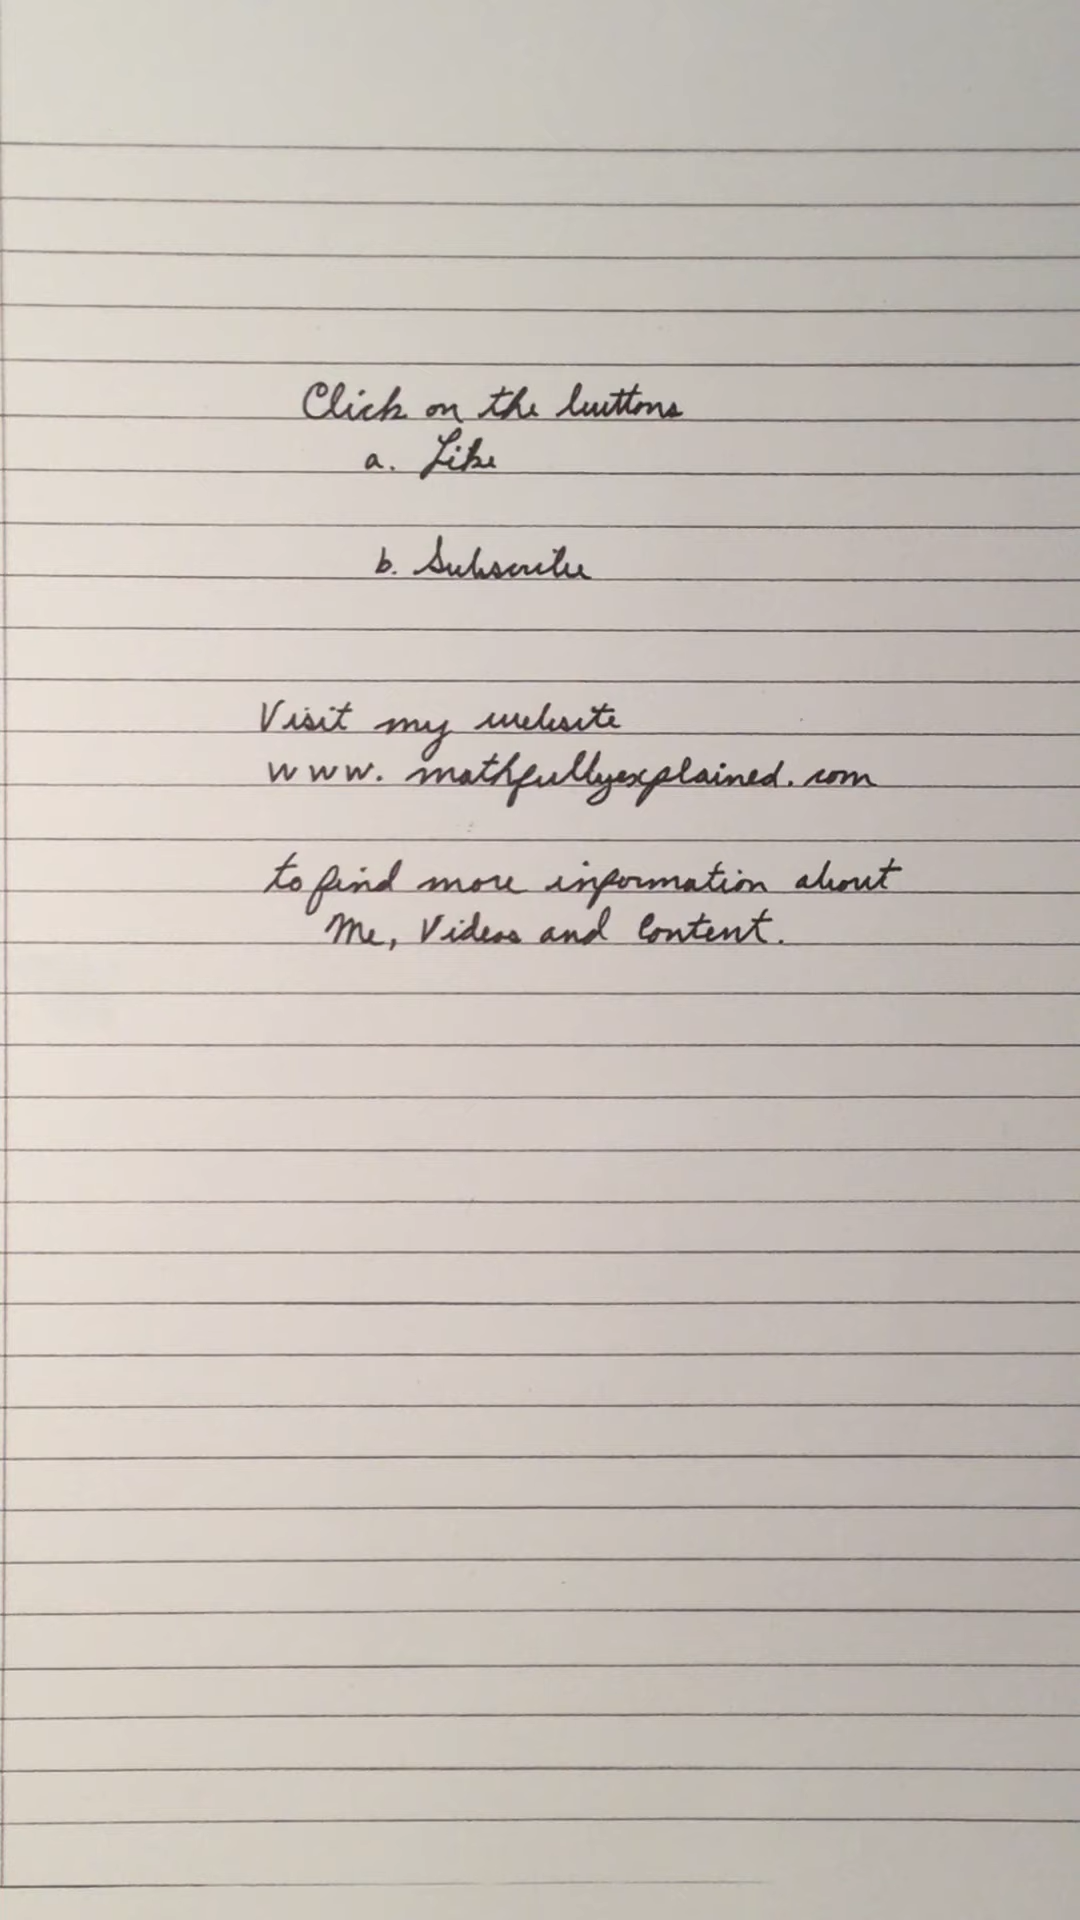 Click on the buttons
a. Like
b. Subscribe
Visit my website
www.mathfullyexplained.com
to find more information about
Me, Videos and Content.